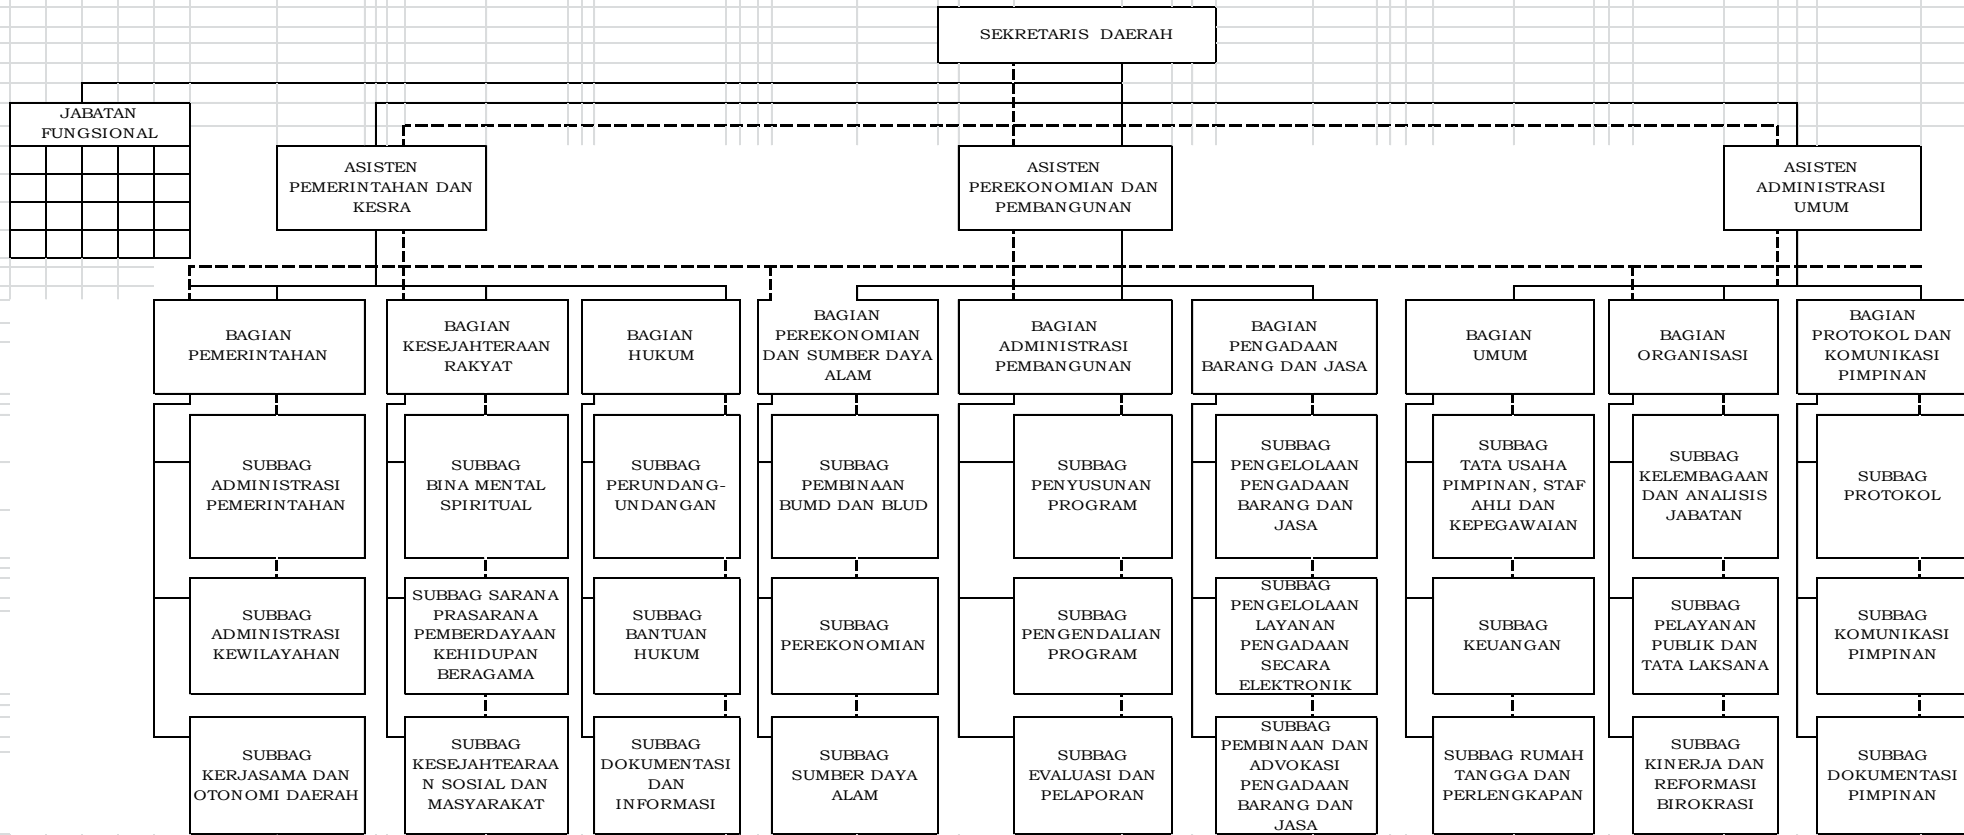 SEKRETARIS DAERAH
JABATAN
FUNGSIONAL
ASISTEN
PEMERINTAHAN DAN
KESRA
ASISTEN
PEREKONOMIAN DAN
PEMBANGUNAN
ASISTEN
ADMINISTRASI
UMUM
BAGIAN
PEMERINTAHAN
BAGIAN
KESEJAHTERAAN
RAKYAT
BAGIAN
HUKUM
BAGIAN
PEREKONOMIAN
DAN SUMBER DAYA
ALAM
BAGIAN
ADMINISTRASI
PEMBANGUNAN
BAGIAN
PENGADAAN
BARANG DAN JASA
BAGIAN
UMUM
BAGIAN
ORGANISASI
BAGIAN
PROTOKOL DAN
KOMUNIKASI
PIMPINAN
SUBBAG
ADMINISTRASI
PEMERINTAHAN
SUBBAG
BINA MENTAL
SPIRITUAL
SUBBAG
PERUNDANG-
UNDANGAN
SUBBAG
PEMBINAAN
BUMD DAN BLUD
SUBBAG
PENYUSUNAN
PROGRAM
SUBBAG
PENGELOLAAN
PENGADAAN
BARANG DAN
JASA
SUBBAG
TATA USAHA
PIMPINAN, STAF
AHLI DAN
KEPEGAWAIAN
SUBBAG
KELEMBAGAAN
DAN ANALISIS
JABATAN
SUBBAG
PROTOKOL
SUBBAG
ADMINISTRASI
KEWILAYAHAN
SUBBAG SARANA
PRASARANA
PEMBERDAYAAN
KEHIDUPAN
BERAGAMA
SUBBAG
BANTUAN
HUKUM
SUBBAG
PEREKONOMIAN
SUBBAG
PENGENDALIAN
PROGRAM
SUBBAG
PENGELOLAAN
LAYANAN
PENGADAAN
SECARA
ELEKTRONIK
SUBBAG
KEUANGAN
SUBBAG
PELAYANAN
PUBLIK DAN
TATA LAKSANA
SUBBAG
KOMUNIKASI
PIMPINAN
SUBBAG
KERJASAMA DAN
OTONOMI DAERAH
SUBBAG
KESEJAHTEARAA
N SOSIAL DAN
MASYARAKAT
SUBBAG
DOKUMENTASI
DAN
INFORMASI
SUBBAG
SUMBER DAYA
ALAM
SUBBAG
EVALUASI DAN
PELAPORAN
SUBBAG
PEMBINAAN DAN
ADVOKASI
PENGADAAN
BARANG DAN
JASA
SUBBAG RUMAH
TANGGA DAN
PERLENGKAPAN
SUBBAG
KINERJA DAN
REFORMASI
BIROKRASI
SUBBAG
DOKUMENTASI
PIMPINAN